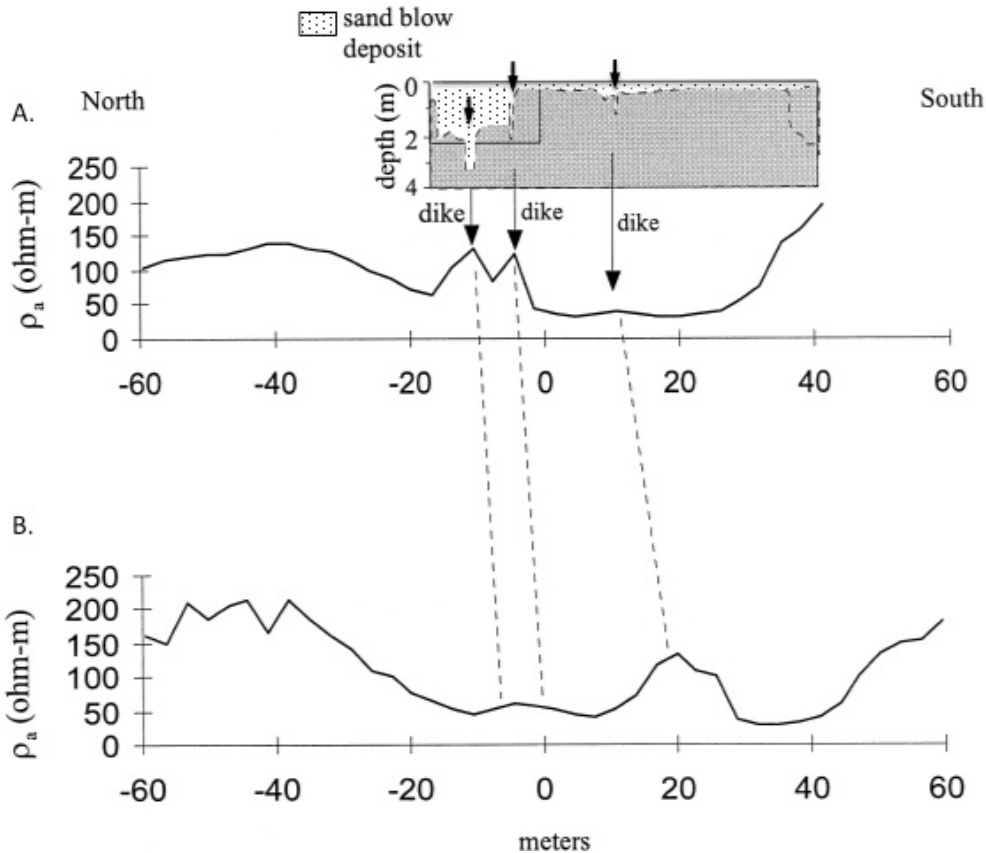 sand blow
deposit
A.
North
South
depth (m)
0
2
4
ρa (ohm-m)
250
200
150
100
50
0
dike
dike
dike
-60 -40 -20 0 20 40 60
B.
ρa (ohm-m)
250
200
150
100
50
0
-60 -40 -20 0 20 40 60
meters